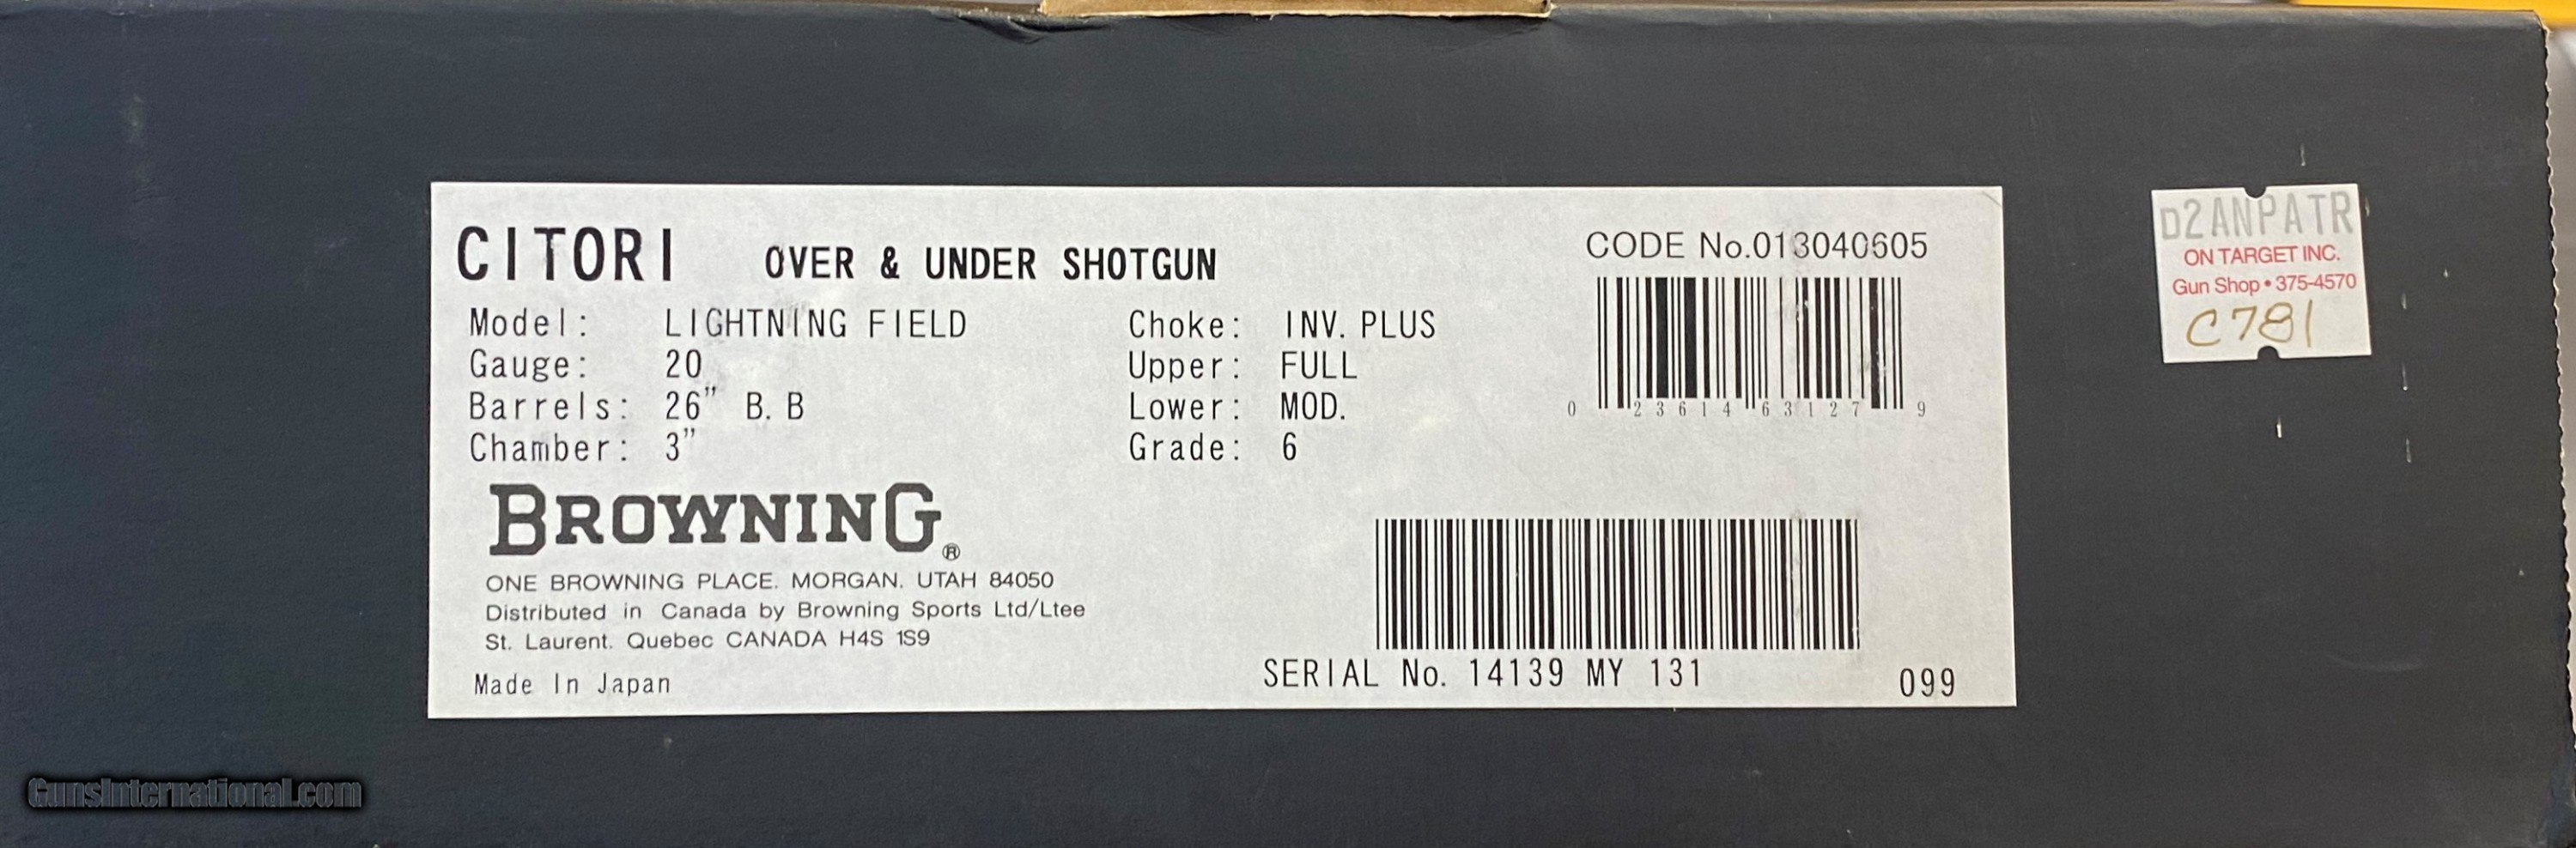 CITORI OVER & UNDER SHOTGUN
Model: LIGHTNING FIELD
Gauge: 20
Barrels: 26" B. B
Chamber: 3"
Choke: INV. PLUS
Upper: FULL
Lower: MOD.
Grade: 6
CODE No.013040605
0 23614 63127 9
BROWNING®
ONE BROWNING PLACE. MORGAN. UTAH 84050
Distributed in Canada by Browning Sports Ltd/Ltee
St. Laurent. Quebec CANADA H4S 1S9
Made In Japan
SERIAL No. 14139 MY 131
099
D2ANPATR
ON TARGET INC.
Gun Shop • 375-4570
C781
GunsInternational.com